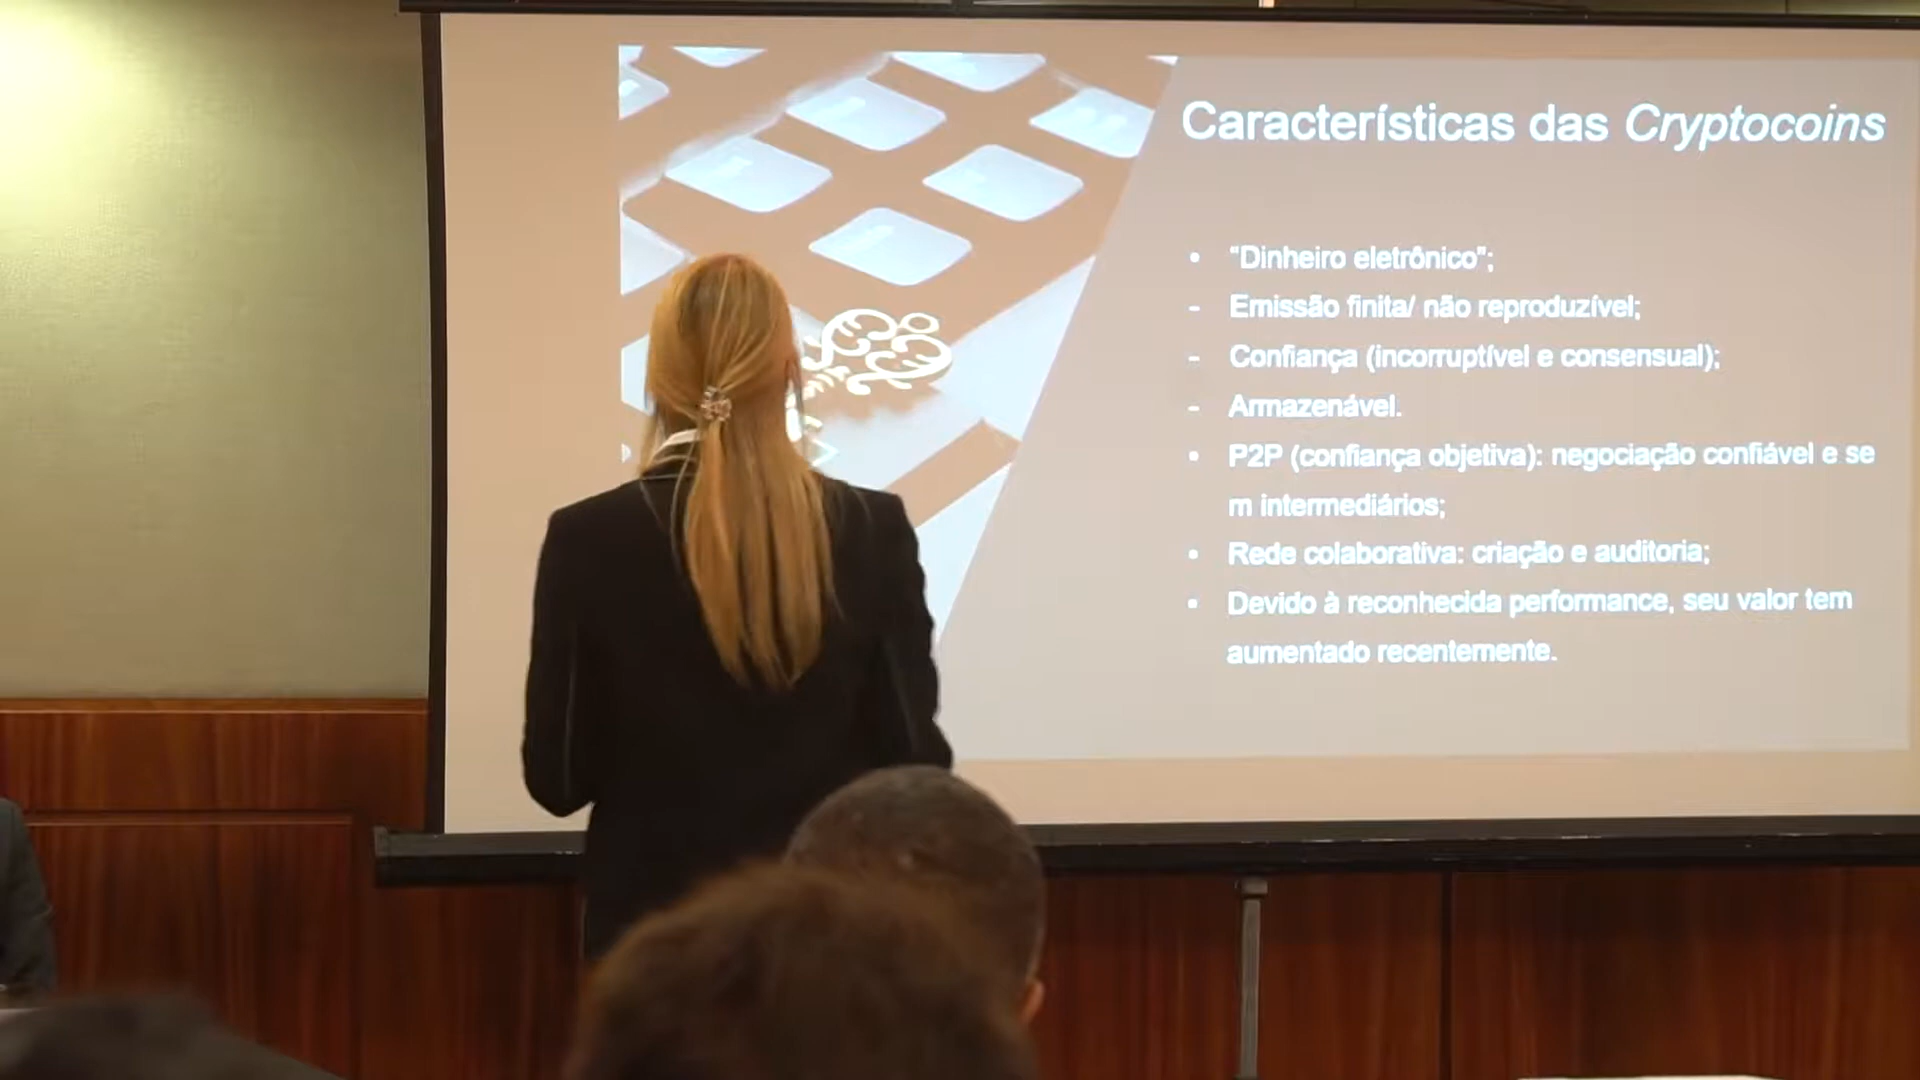 Características das Cryptocoins
• "Dinheiro eletrônico";
- Emissão finita/ não reproduzível;
- Confiança (incorruptível e consensual);
- Armazenável.
• P2P (confiança objetiva): negociação confiável e se
m intermediários;
• Rede colaborativa: criação e auditoria;
• Devido à reconhecida performance, seu valor tem
aumentado recentemente.